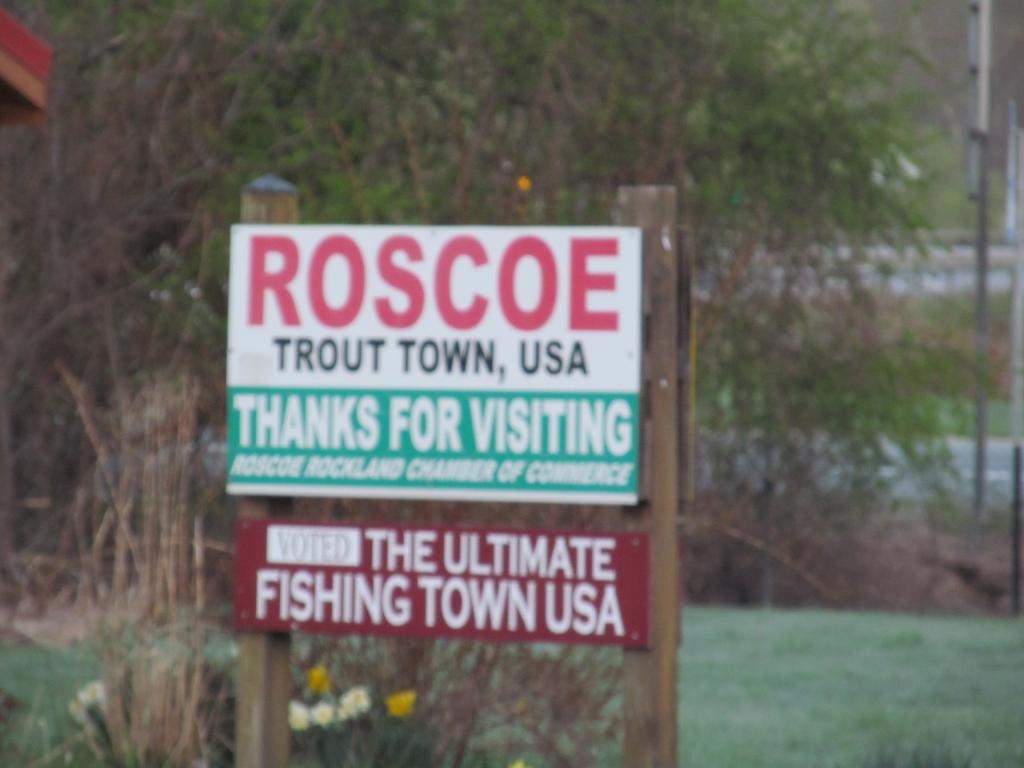 ROSCOE
TROUT TOWN, USA
THANKS FOR VISITING
ROSCOE ROCKLAND CHAMBER OF COMMERCE
VOTED THE ULTIMATE
FISHING TOWN USA